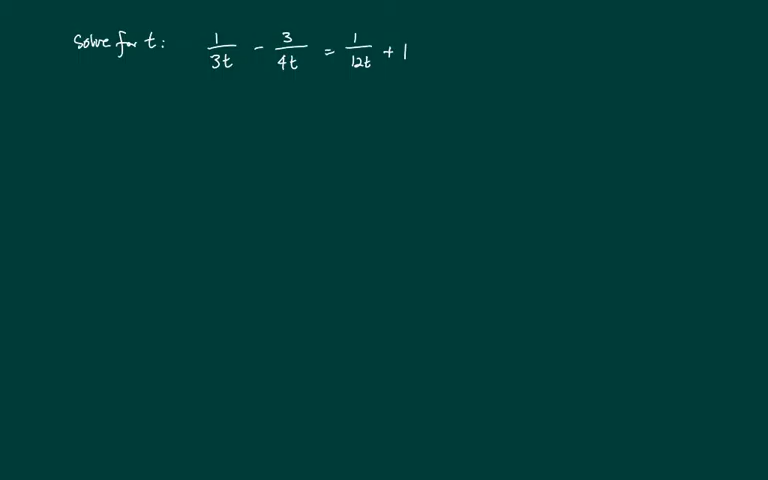 Solve for t: 1/3t - 3/4t = 1/12t + 1